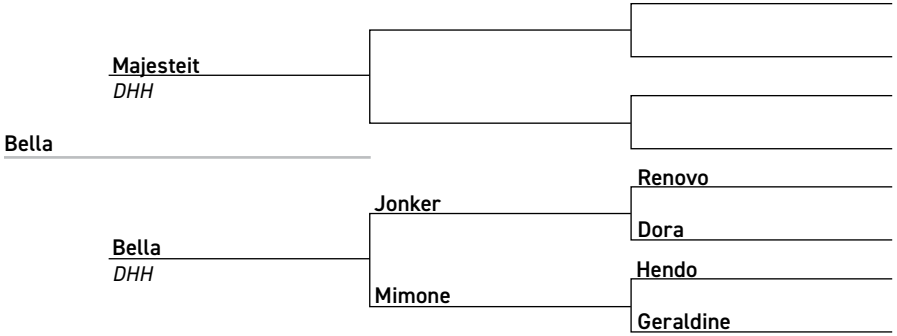 Majesteit
DHH
Bella
Jonker
Renovo
Dora
Bella
DHH
Mimone
Hendo
Geraldine